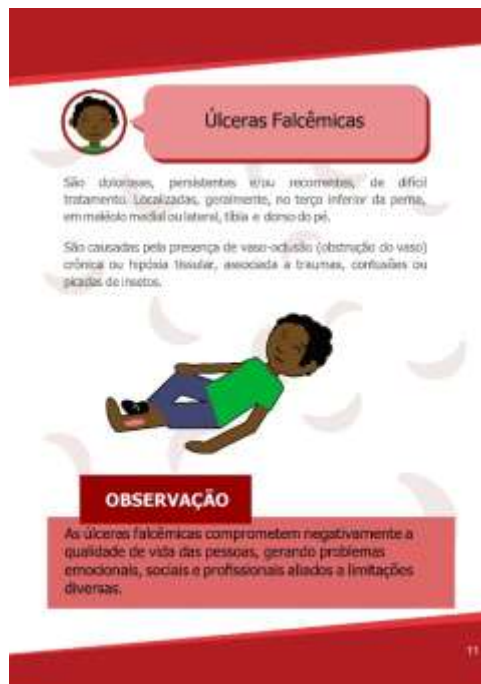 Úlceras Falcêmicas
São dolorosas, persistentes e/ou recorrentes, de difícil
tratamento. Localizadas, geralmente, no terço inferior da perna,
em maléolo medial ou lateral, tíbia e dorso do pé.
São causadas pela presença de vaso-oclusão (obstrução do vaso)
crônica ou hipóxia tissular, associada a traumas, contusões ou
picadas de insetos.
OBSERVAÇÃO
As úlceras falcêmicas comprometem negativamente a
qualidade de vida das pessoas, gerando problemas
emocionais, sociais e profissionais aliados a limitações
diversas.
11